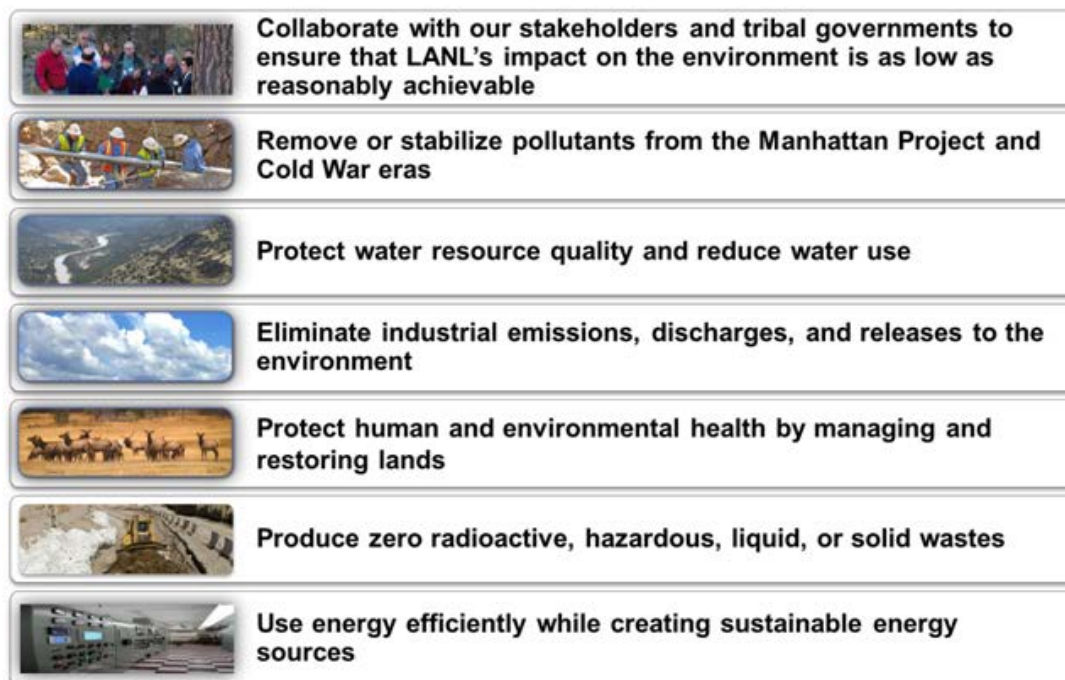 Collaborate with our stakeholders and tribal governments to
ensure that LANL's impact on the environment is as low as
reasonably achievable
Remove or stabilize pollutants from the Manhattan Project and
Cold War eras
Protect water resource quality and reduce water use
Eliminate industrial emissions, discharges, and releases to the
environment
Protect human and environmental health by managing and
restoring lands
Produce zero radioactive, hazardous, liquid, or solid wastes
Use energy efficiently while creating sustainable energy
sources